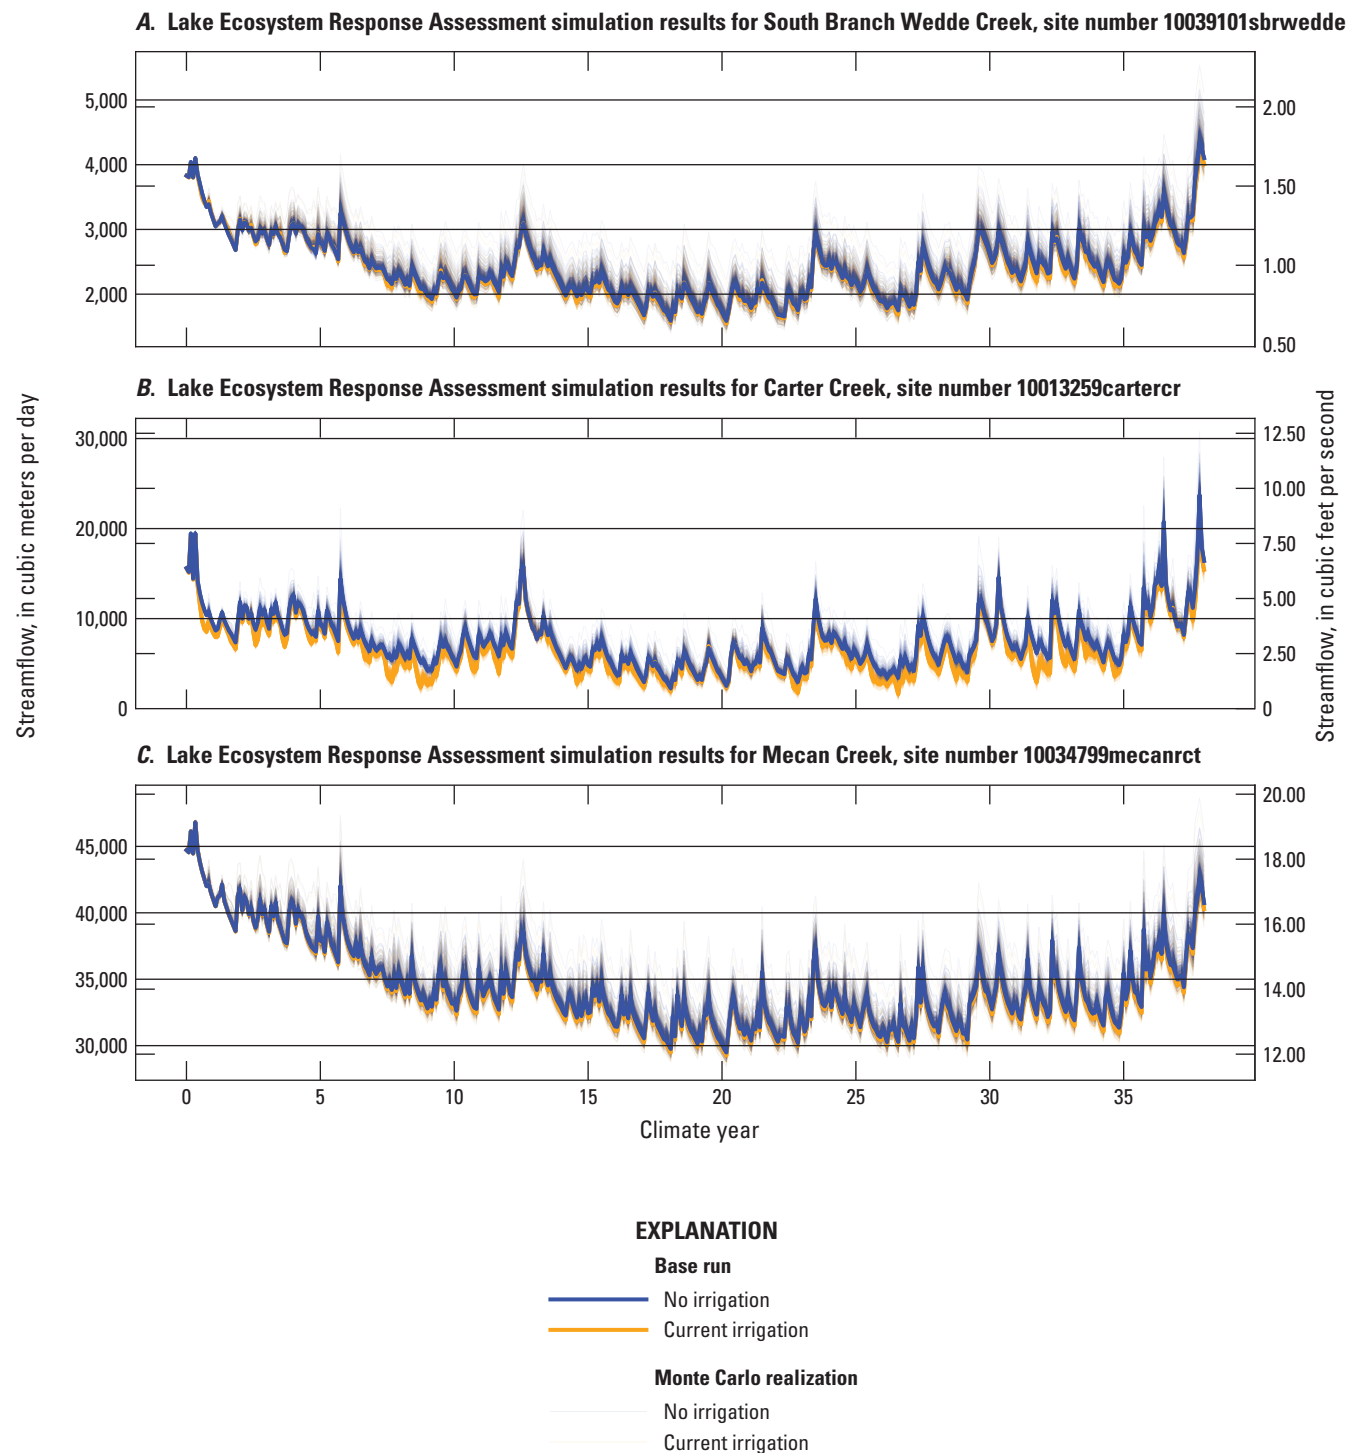 A. Lake Ecosystem Response Assessment simulation results for South Branch Wedde Creek, site number 10039101sbrwedde
5,000
4,000
3,000
2,000
2.00
1.50
1.00
0.50
B. Lake Ecosystem Response Assessment simulation results for Carter Creek, site number 10013259cartercr
30,000
20,000
10,000
0
12.50
10.00
7.50
5.00
2.50
0
Streamflow, in cubic meters per day
Streamflow, in cubic feet per second
C. Lake Ecosystem Response Assessment simulation results for Mecan Creek, site number 10034799mecanrct
45,000
40,000
35,000
30,000
20.00
18.00
16.00
14.00
12.00
0 5 10 15 20 25 30 35
Climate year
EXPLANATION
Base run
No irrigation
Current irrigation
Monte Carlo realization
No irrigation
Current irrigation